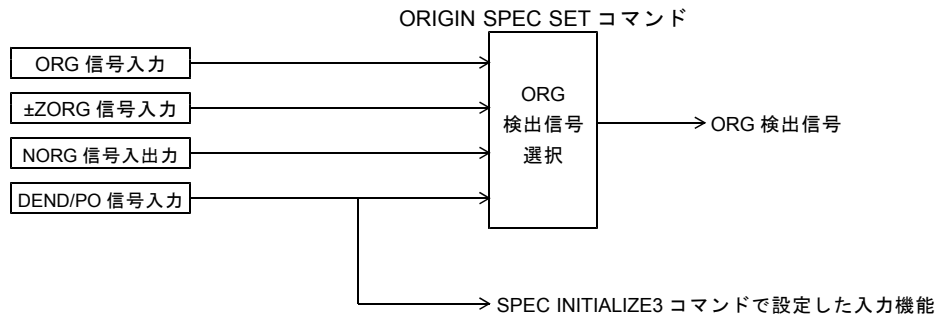 ORIGIN SPEC SET コマンド
ORG 信号入力
±ZORG 信号入力
NORG 信号入出力
DEND/PO 信号入力
ORG
検出信号
選択
ORG 検出信号
SPEC INITIALIZE3 コマンドで設定した入力機能